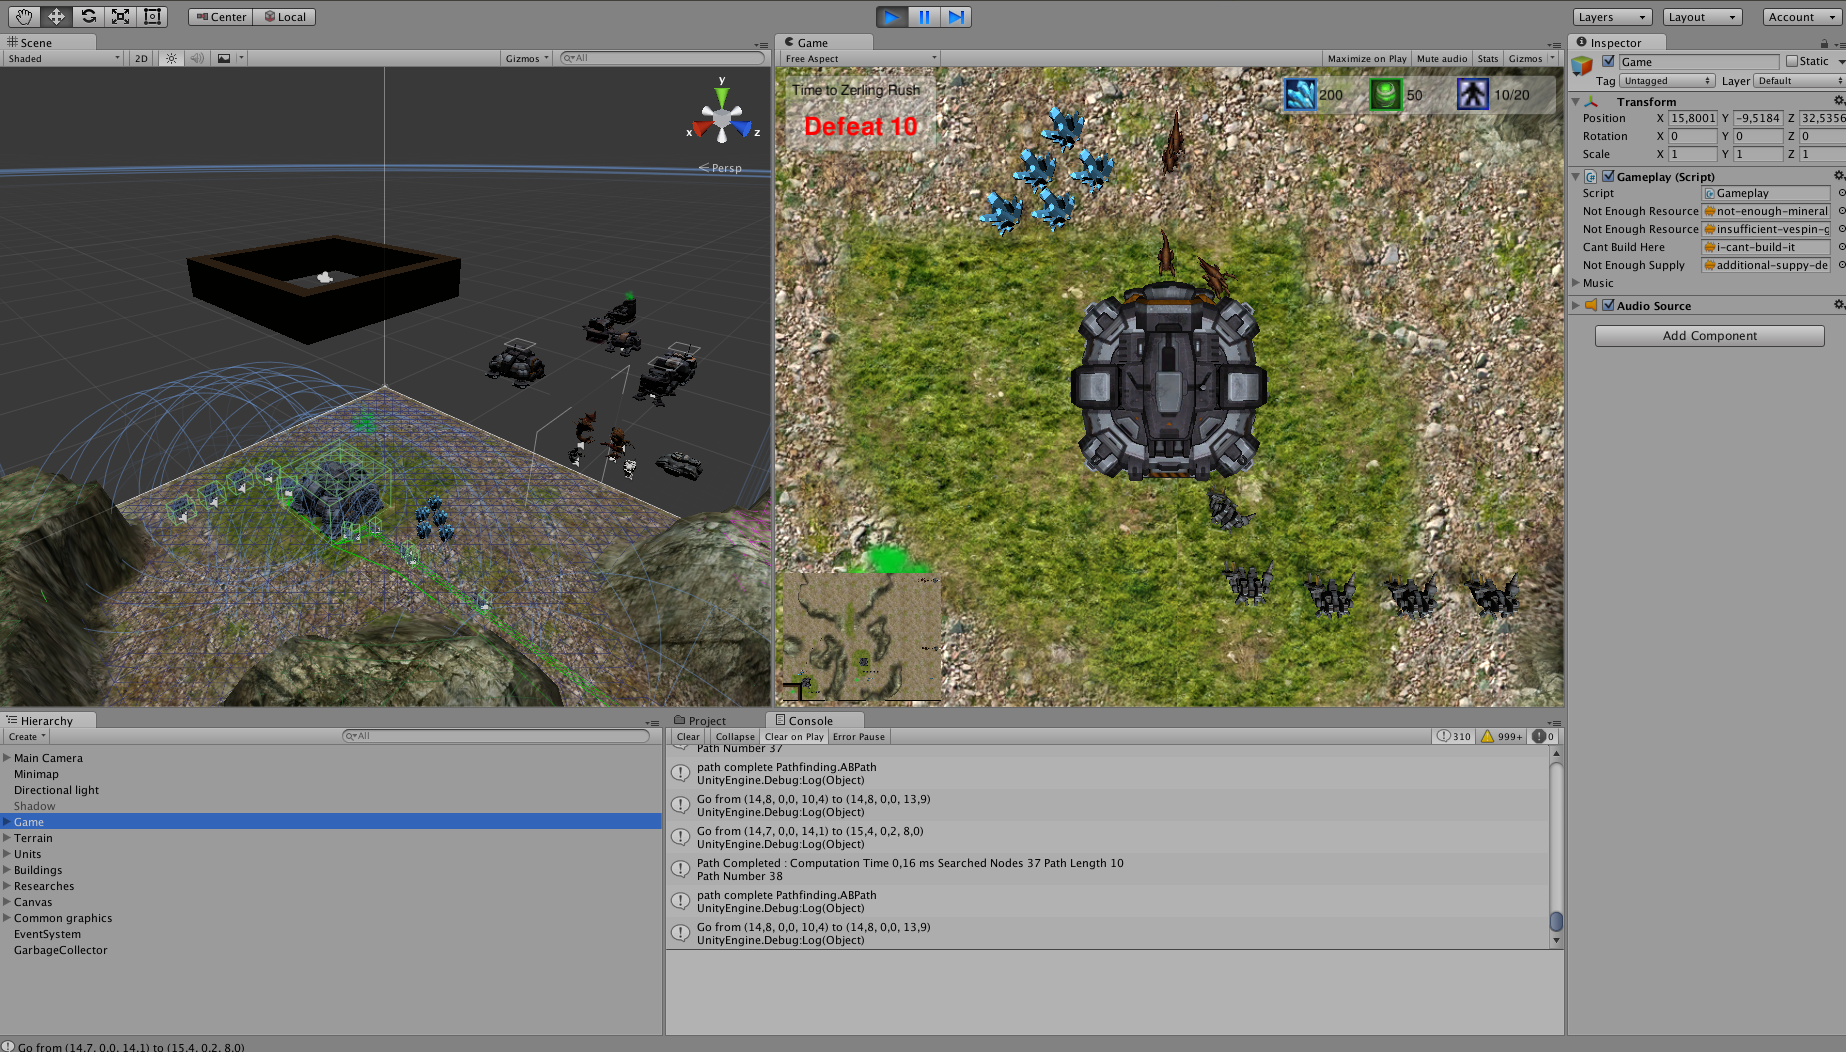 Center
Local
Layers
Layout
Account
Scene
Shaded
2D
Gizmos
All
y
x
z
Persp
Game
Free Aspect
Maximize on Play
Mute audio
Stats
Gizmos
Time to Zerling Rush
Defeat 10
200
50
10/20
Inspector
Game
Static
Tag Untagged Layer Default
Transform
Position X 15,8001 Y -9,5184 Z 32,5356
Rotation X 0 Y 0 Z 0
Scale X 1 Y 1 Z 1
Gameplay (Script)
Script Gameplay
Not Enough Resource not-enough-mineral
Not Enough Resource insufficient-vespin-g
Cant Build Here i-cant-build-it
Not Enough Supply additional-suppy-de
Music
Audio Source
Add Component
Hierarchy
Create
All
Main Camera
Minimap
Directional light
Shadow
Game
Terrain
Units
Buildings
Researches
Canvas
Common graphics
EventSystem
GarbageCollector
Project
Console
Clear
Collapse
Clear on Play
Error Pause
310
999+
0
Path Number 37
path complete Pathfinding.ABPath
UnityEngine.Debug:Log(Object)
Go from (14,8, 0,0, 10,4) to (14,8, 0,0, 13,9)
UnityEngine.Debug:Log(Object)
Go from (14,7, 0,0, 14,1) to (15,4, 0,2, 8,0)
UnityEngine.Debug:Log(Object)
Path Completed : Computation Time 0,16 ms Searched Nodes 37 Path Length 10
Path Number 38
path complete Pathfinding.ABPath
UnityEngine.Debug:Log(Object)
Go from (14,8, 0,0, 10,4) to (14,8, 0,0, 13,9)
UnityEngine.Debug:Log(Object)
Go from (14,7, 0,0, 14,1) to (15,4, 0,2, 8,0)